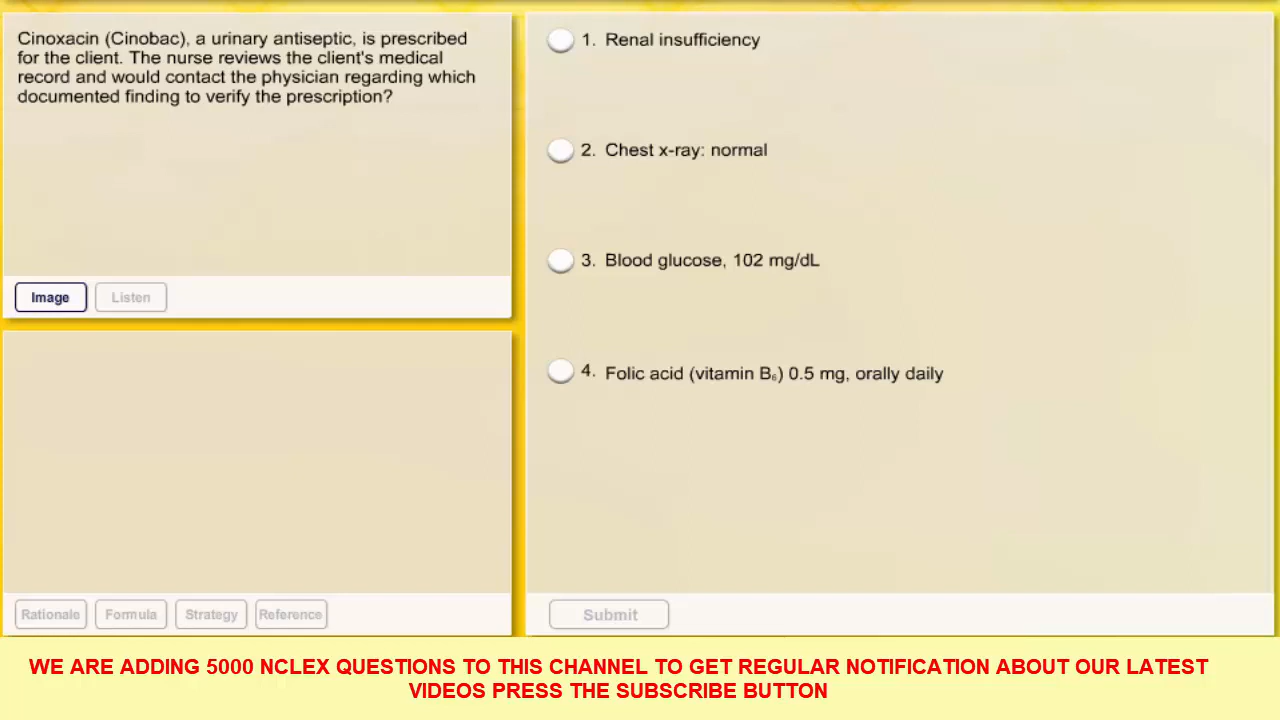 Cinoxacin (Cinobac), a urinary antiseptic, is prescribed
for the client. The nurse reviews the client's medical
record and would contact the physician regarding which
documented finding to verify the prescription?
Image
Listen
Rationale
Formula
Strategy
Reference
1. Renal insufficiency
2. Chest x-ray: normal
3. Blood glucose, 102 mg/dL
4. Folic acid (vitamin B₆) 0.5 mg, orally daily
Submit
WE ARE ADDING 5000 NCLEX QUESTIONS TO THIS CHANNEL TO GET REGULAR NOTIFICATION ABOUT OUR LATEST
VIDEOS PRESS THE SUBSCRIBE BUTTON